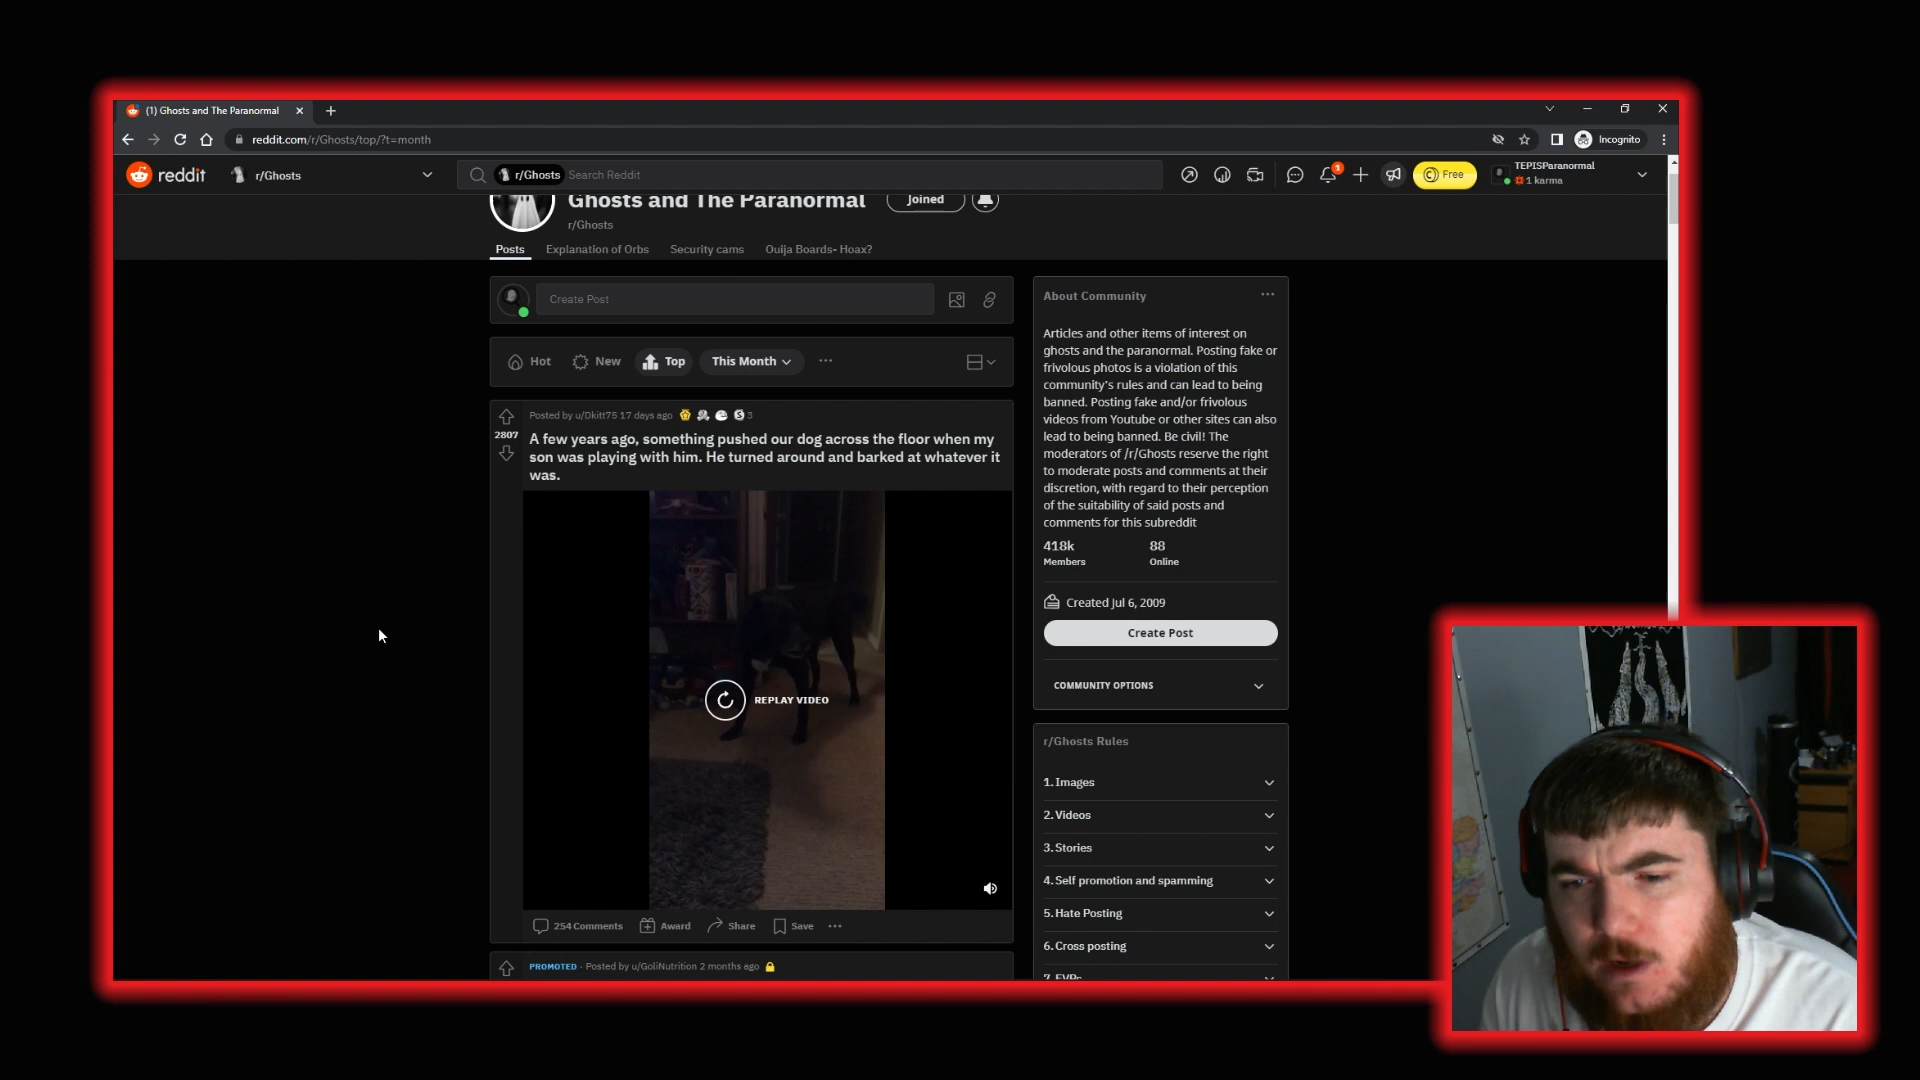 (1) Ghosts and The Paranormal
reddit.com/r/Ghosts/top/?t=month
Incognito
reddit
r/Ghosts
r/Ghosts Search Reddit
Free
TEPISParanormal
1 karma
1
Ghosts and The Paranormal
Joined
r/Ghosts
Posts Explanation of Orbs Security cams Ouija Boards- Hoax?
Create Post
Hot New Top This Month
2807
Posted by u/Dkitt75 17 days ago 3
A few years ago, something pushed our dog across the floor when my
son was playing with him. He turned around and barked at whatever it
was.
REPLAY VIDEO
254 Comments Award Share Save
PROMOTED · Posted by u/GoliNutrition 2 months ago
About Community
Articles and other items of interest on
ghosts and the paranormal. Posting fake or
frivolous photos is a violation of this
community's rules and can lead to being
banned. Posting fake and/or frivolous
videos from Youtube or other sites can also
lead to being banned. Be civil! The
moderators of /r/Ghosts reserve the right
to moderate posts and comments at their
discretion, with regard to their perception
of the suitability of said posts and
comments for this subreddit
418k 88
Members Online
Created Jul 6, 2009
Create Post
COMMUNITY OPTIONS
r/Ghosts Rules
1. Images
2. Videos
3. Stories
4. Self promotion and spamming
5. Hate Posting
6. Cross posting
7. EVPs